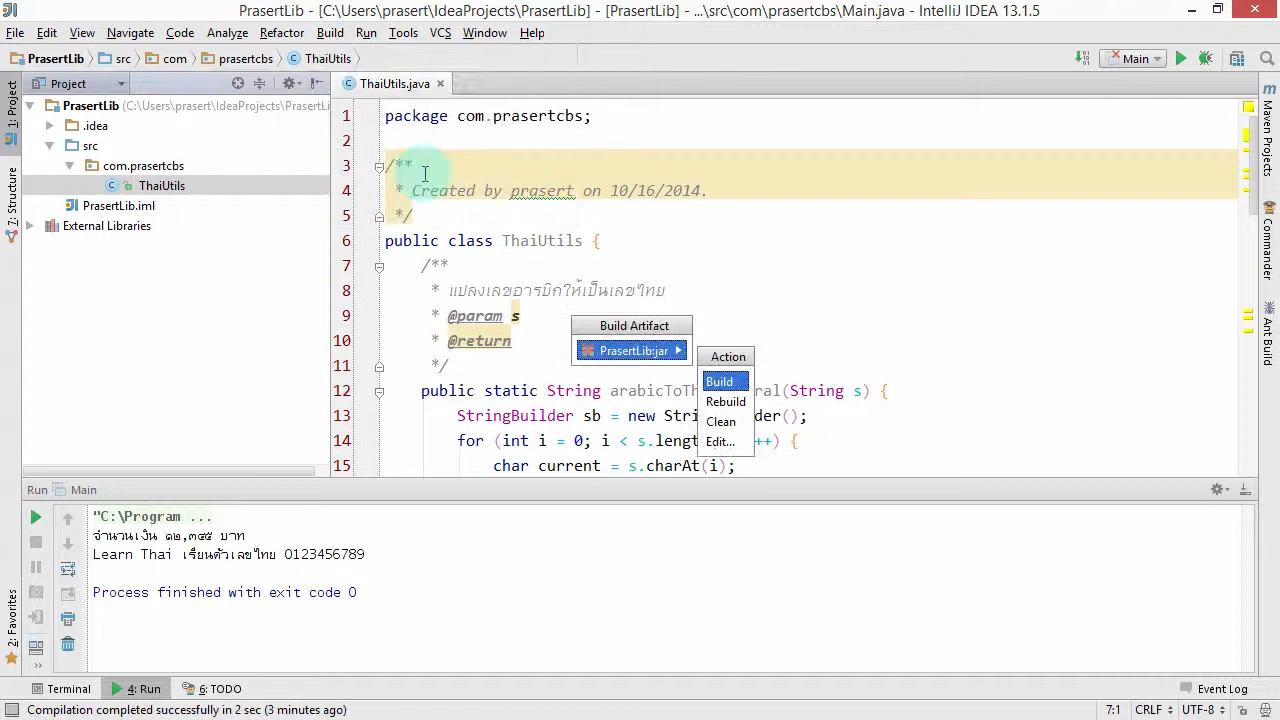 PrasertLib - [C:\Users\prasert\IdeaProjects\PrasertLib] - [PrasertLib] - ...\src\com\prasertcbs\Main.java - IntelliJ IDEA 13.1.5
File Edit View Navigate Code Analyze Refactor Build Run Tools VCS Window Help
PrasertLib src com prasertcbs ThaiUtils Main
Project
ThaiUtils.java
PrasertLib (C:\Users\prasert\IdeaProjects\PrasertLi
.idea
src
com.prasertcbs
ThaiUtils
PrasertLib.iml
External Libraries
1: Project
7: Structure
2: Favorites
1 package com.prasertcbs;
2
3 /**
4 * Created by prasert on 10/16/2014.
5 */
6 public class ThaiUtils {
7 /**
8 * แปลงเลขอารบิกให้เป็นเลขไทย
9 * @param s
10 * @return
11 */
12 public static String arabicToTh al(String s) {
13 StringBuilder sb = new Stri der();
14 for (int i = 0; i < s.lengt ++) {
15 char current = s.charAt(i);
Build Artifact
PrasertLib:jar
Action
Build
Rebuild
Clean
Edit...
Maven Projects
Commander
Ant Build
Run Main
"C:\Program ...
จำนวนเงิน ๑๒,๓๔๕ บาท
Learn Thai เรียนตัวเลขไทย 0123456789
Process finished with exit code 0
Terminal 4: Run 6: TODO Event Log
Compilation completed successfully in 2 sec (3 minutes ago) 7:1 CRLF UTF-8